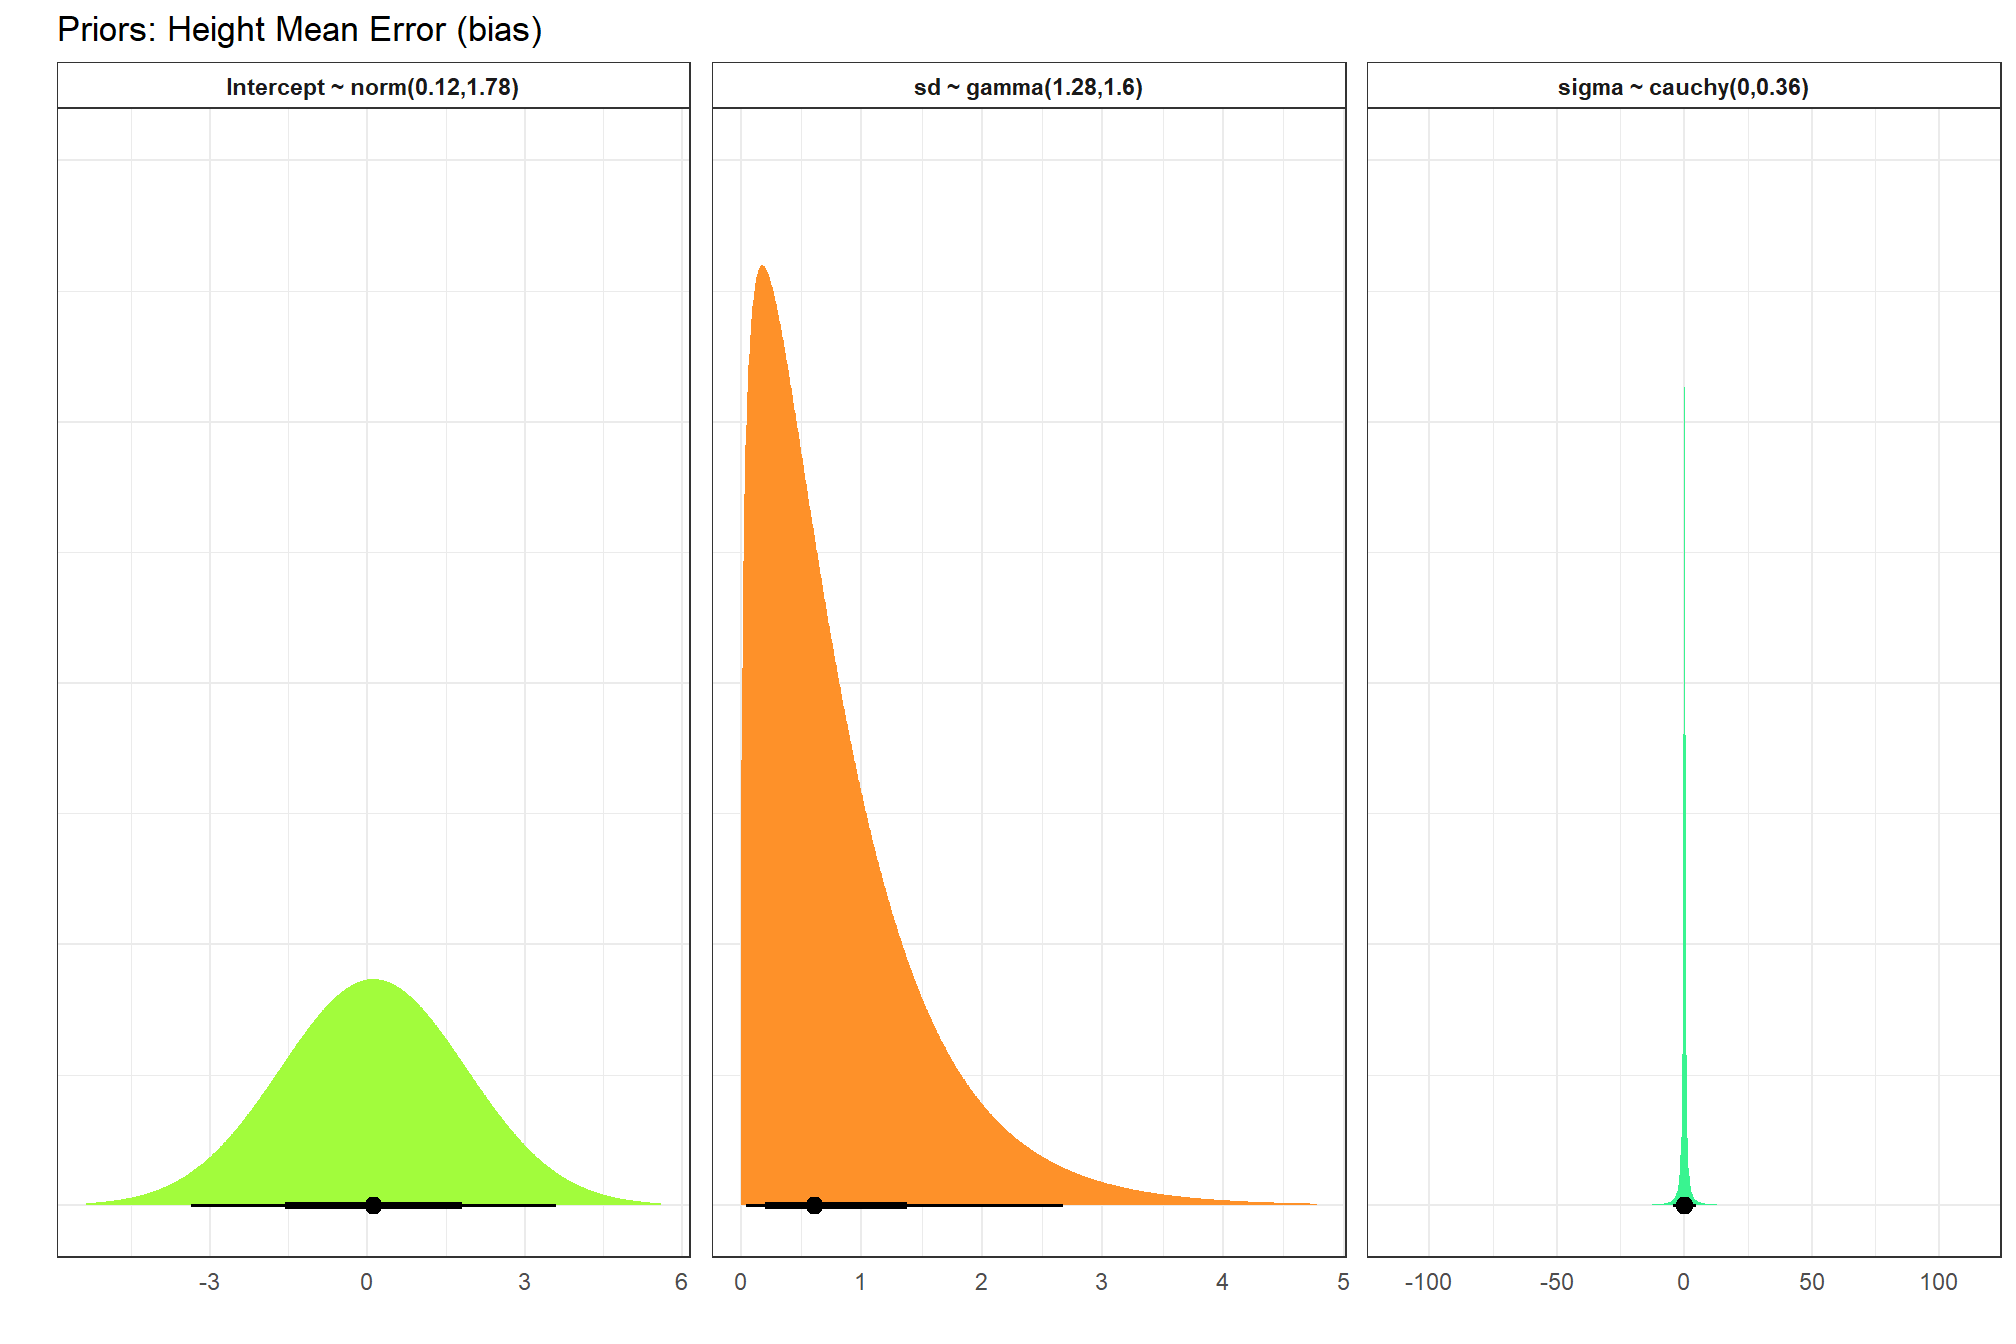 Priors: Height Mean Error (bias)
Intercept ~ norm(0.12,1.78)
sd ~ gamma(1.28,1.6)
sigma ~ cauchy(0,0.36)
-3 0 3 6
0 1 2 3 4 5
-100 -50 0 50 100